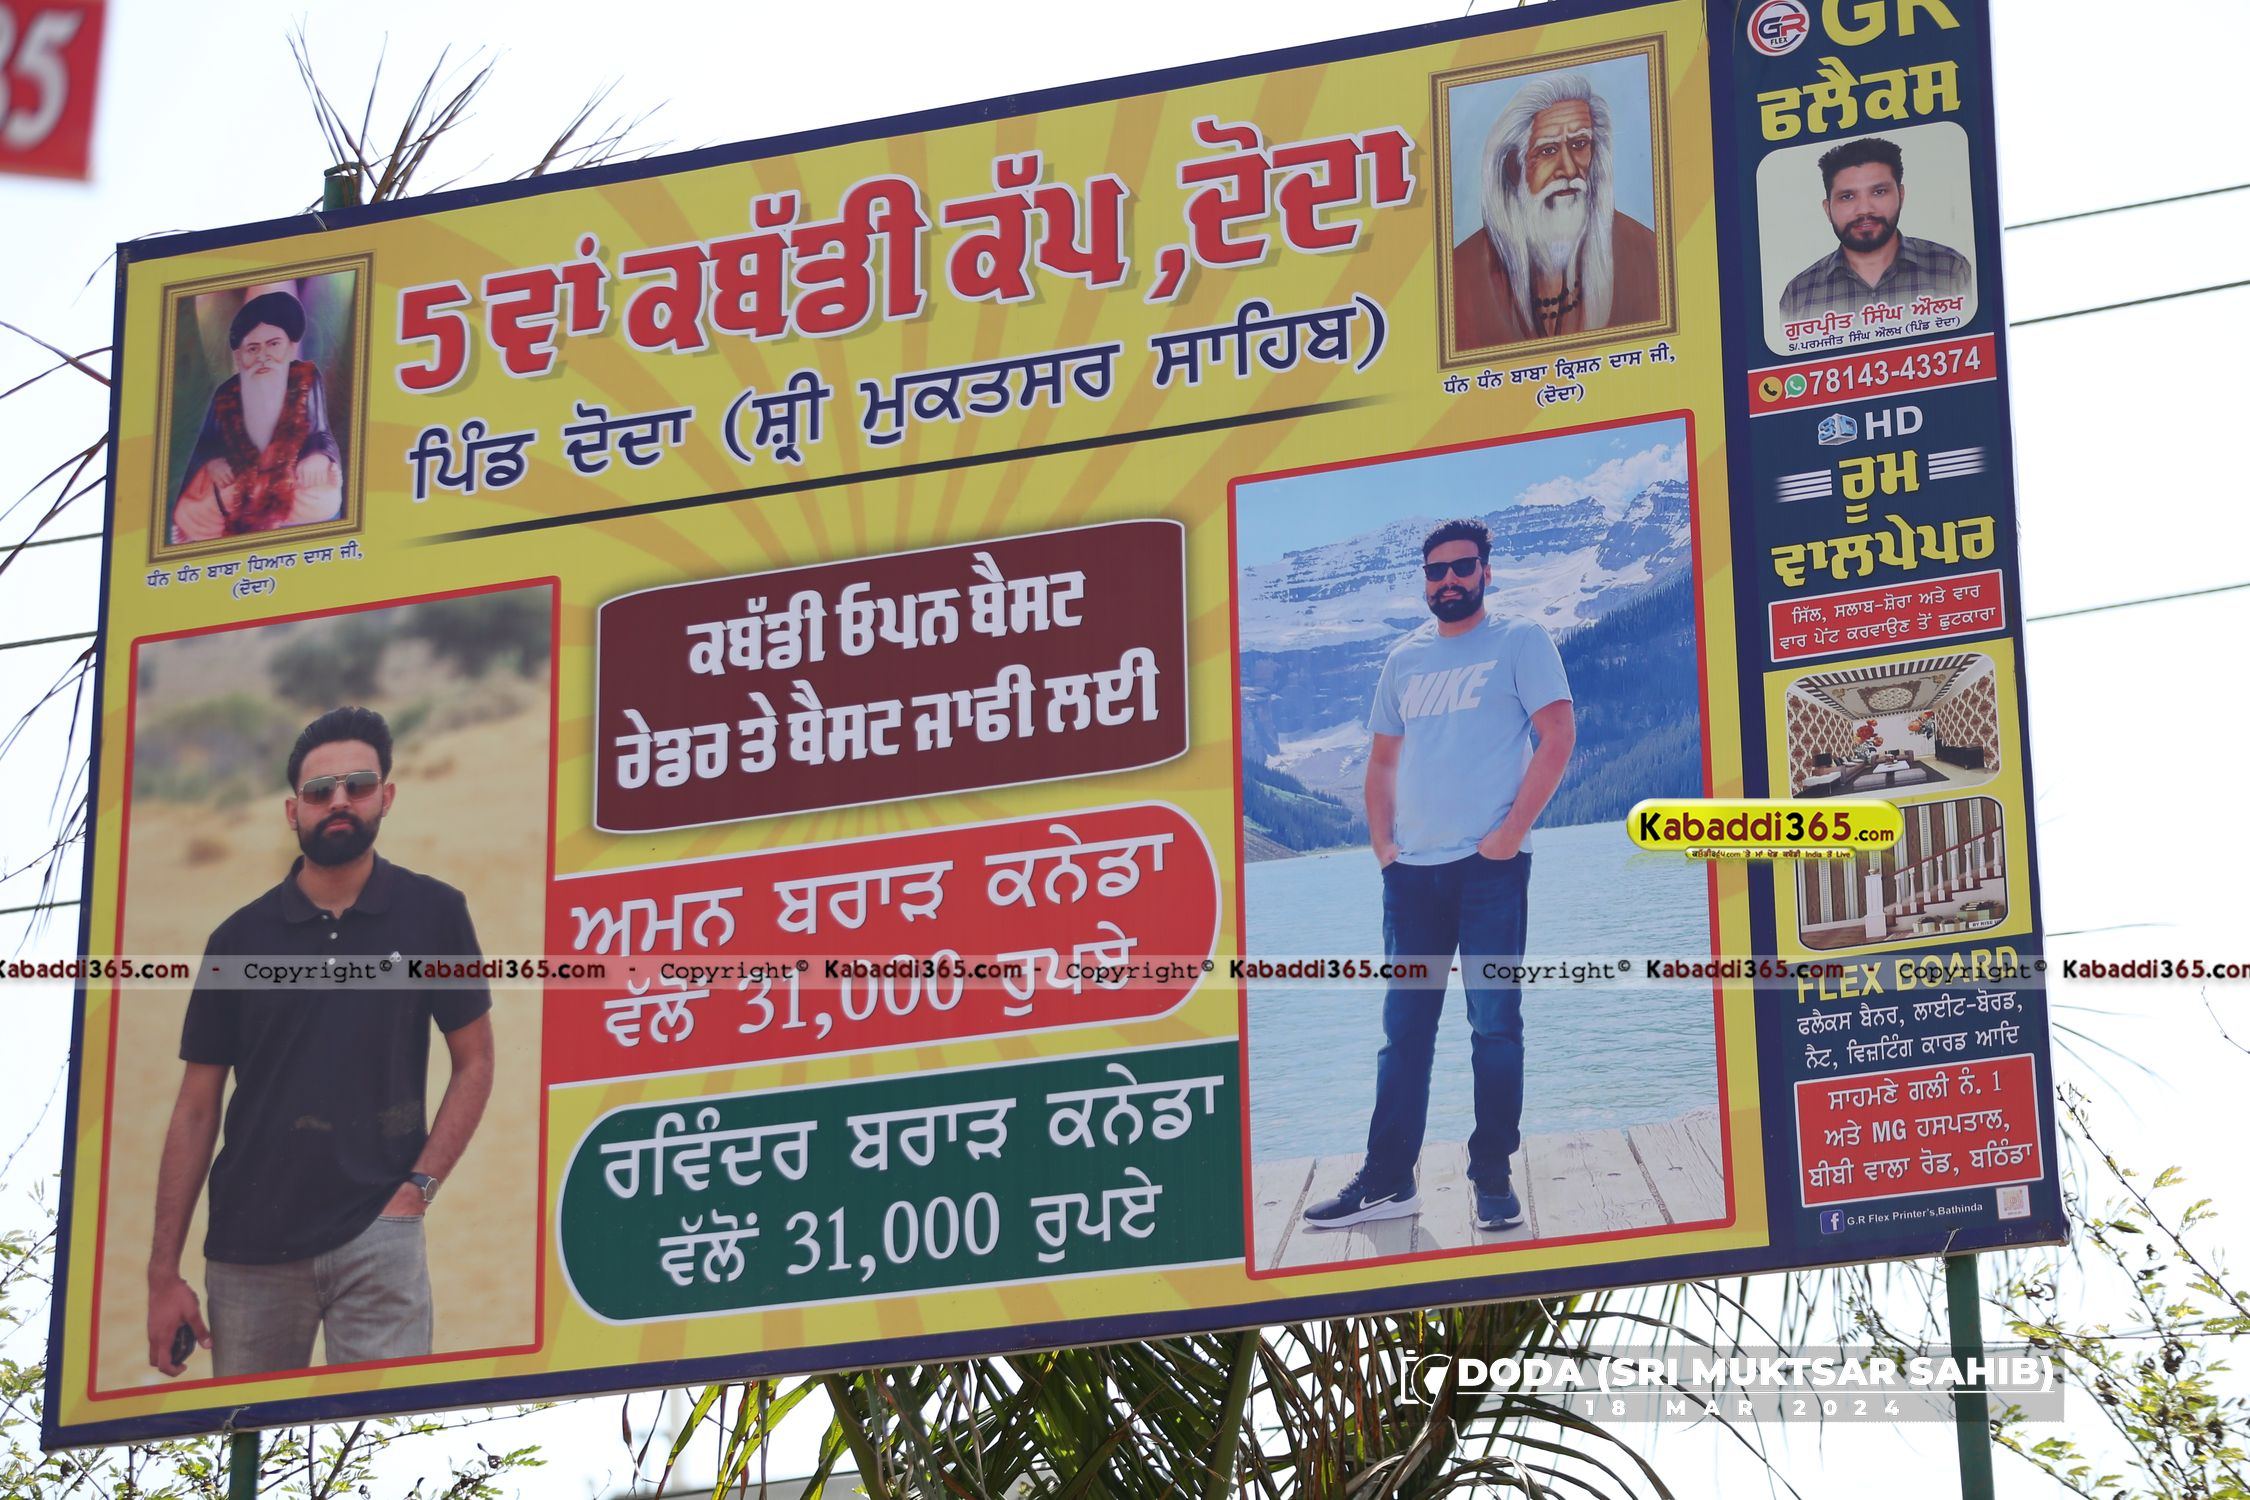 35
5 ਵਾਂ ਕਬੱਡੀ ਕੱਪ ,ਦੋਦਾ
ਪਿੰਡ ਦੋਦਾ (ਸ਼੍ਰੀ ਮੁਕਤਸਰ ਸਾਹਿਬ)
ਧੰਨ ਧੰਨ ਬਾਬਾ ਧਿਆਨ ਦਾਸ ਜੀ,
(ਦੋਦਾ)
ਧੰਨ ਧੰਨ ਬਾਬਾ ਕ੍ਰਿਸ਼ਨ ਦਾਸ ਜੀ,
(ਦੋਦਾ)
ਕਬੱਡੀ ਓਪਨ ਬੈਸਟ
ਰੇਡਰ ਤੇ ਬੈਸਟ ਜਾਫੀ ਲਈ
ਅਮਨ ਬਰਾੜ ਕਨੇਡਾ
ਵੱਲੋਂ 31,000 ਰੁਪਏ
ਰਵਿੰਦਰ ਬਰਾੜ ਕਨੇਡਾ
ਵੱਲੋਂ 31,000 ਰੁਪਏ
GR FLEX
GR
ਫਲੈਕਸ
ਗੁਰਪ੍ਰੀਤ ਸਿੰਘ ਔਲਖ
S/.ਪਰਮਜੀਤ ਸਿੰਘ ਔਲਖ (ਪਿੰਡ ਦੋਦਾ)
78143-43374
3D HD
ਰੂਮ
ਵਾਲਪੇਪਰ
ਸਿੱਲ, ਸਲਾਬ-ਸ਼ੋਰਾ ਅਤੇ ਵਾਰ
ਵਾਰ ਪੇਂਟ ਕਰਵਾਉਣ ਤੋਂ ਛੁਟਕਾਰਾ
Kabaddi365.com
FLEX BOARD
ਫਲੈਕਸ ਬੈਨਰ, ਲਾਈਟ-ਬੋਰਡ,
ਨੈਟ, ਵਿਜ਼ਟਿੰਗ ਕਾਰਡ ਆਦਿ
ਸਾਹਮਣੇ ਗਲੀ ਨੰ. 1
ਅਤੇ MG ਹਸਪਤਾਲ,
ਬੀਬੀ ਵਾਲਾ ਰੋਡ, ਬਠਿੰਡਾ
G.R Flex Printer's,Bathinda
Kabaddi365.com - Copyright© Kabaddi365.com - Copyright© Kabaddi365.com - Copyright© Kabaddi365.com - Copyright© Kabaddi365.com - Copyright© Kabaddi365.com
DODA (SRI MUKTSAR SAHIB)
18 MAR 2024